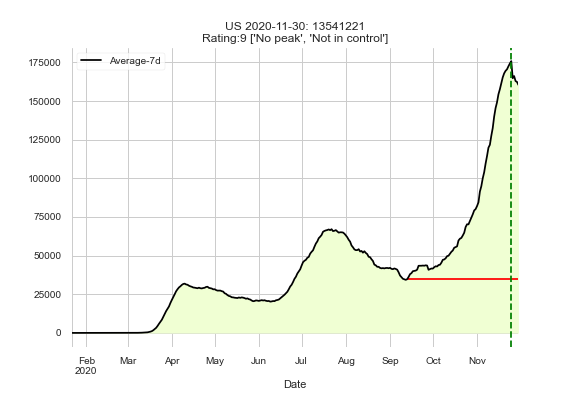 US 2020-11-30: 13541221
Rating:9 ['No peak', 'Not in control']
Average-7d
175000
150000
125000
100000
75000
50000
25000
0
Feb Mar Apr May Jun Jul Aug Sep Oct Nov
2020
Date